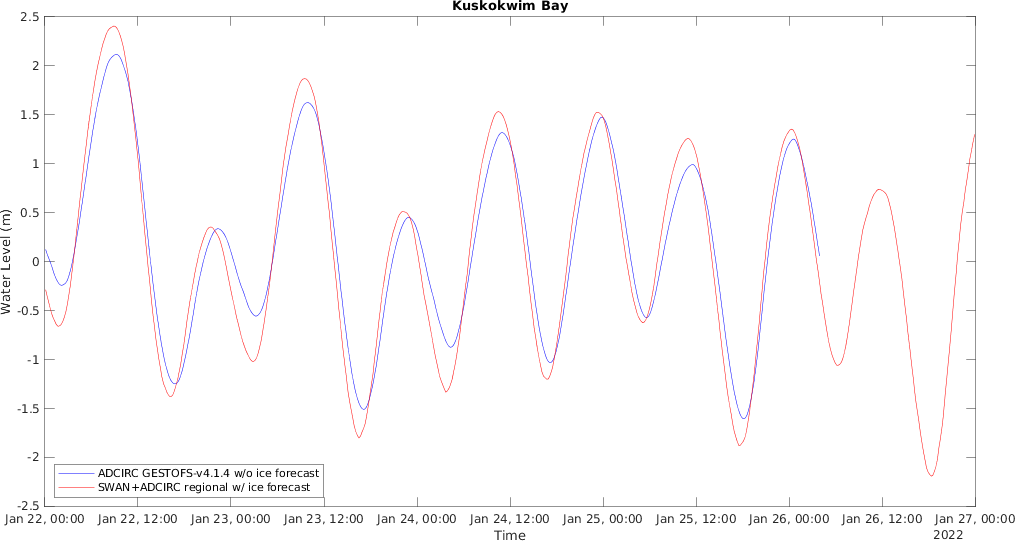 Kuskokwim Bay
2.5
2
1.5
1
0.5
0
-0.5
-1
-1.5
-2
-2.5
Water Level (m)
ADCIRC GESTOFS-v4.1.4 w/o ice forecast
SWAN+ADCIRC regional w/ ice forecast
Jan 22, 00:00 Jan 22, 12:00 Jan 23, 00:00 Jan 23, 12:00 Jan 24, 00:00 Jan 24, 12:00 Jan 25, 00:00 Jan 25, 12:00 Jan 26, 00:00 Jan 26, 12:00 Jan 27, 00:00
Time
2022